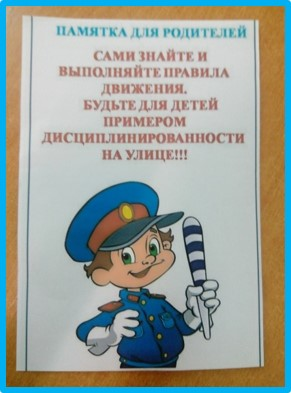 ПАМЯТКА ДЛЯ РОДИТЕЛЕЙ
САМИ ЗНАЙТЕ И
ВЫПОЛНЯЙТЕ ПРАВИЛА
ДВИЖЕНИЯ.
БУДЬТЕ ДЛЯ ДЕТЕЙ
ПРИМЕРОМ
ДИСЦИПЛИНИРОВАННОСТИ
НА УЛИЦЕ!!!